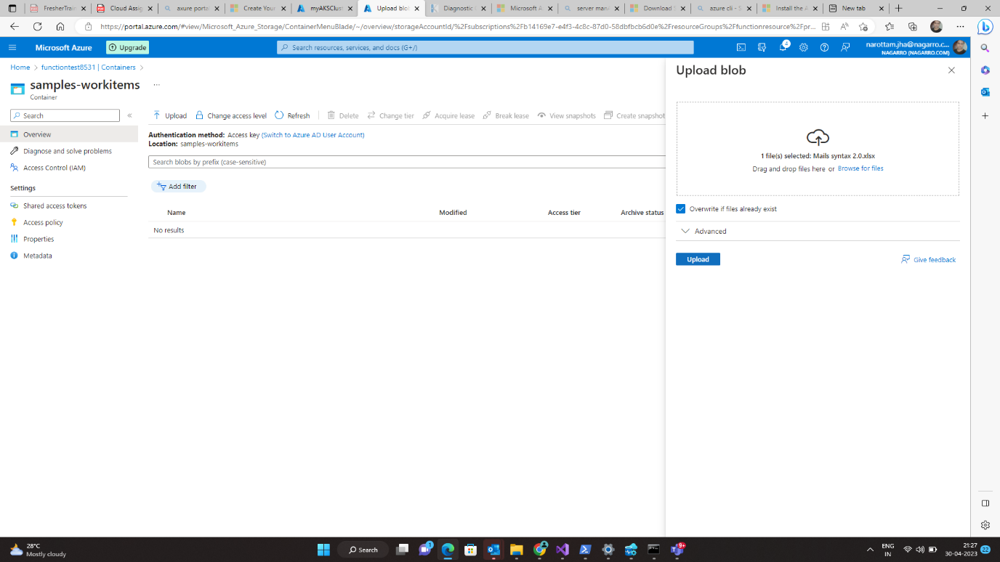 FresherTrain
Cloud Assig
axure porta
Create Your
myAKSClust
Upload blob
Diagnostic
Microsoft A
server manA
Download S
azure cli - S
Install the A
New tab
https://portal.azure.com/#view/Microsoft_Azure_Storage/ContainerMenuBlade/~/overview/storageAccountId/%2Fsubscriptions%2Fb14169e7-e4f3-4c8c-87d0-58dbfbcb6d0e%2FresourceGroups%2Ffunctionresource%2Fpr...
Microsoft Azure
Upgrade
Search resources, services, and docs (G+/)
4
narottam.jha@nagarro.c...
NAGARRO (NAGARRO.COM)
Home > functiontest8531 | Containers >
samples-workitems
...
Container
Search
«
Overview
Diagnose and solve problems
Access Control (IAM)
Settings
Shared access tokens
Access policy
Properties
Metadata
Upload
Change access level
Refresh
Delete
Change tier
Acquire lease
Break lease
View snapshots
Create snapshot
Authentication method: Access key (Switch to Azure AD User Account)
Location: samples-workitems
Search blobs by prefix (case-sensitive)
Add filter
Name
Modified
Access tier
Archive status
No results
Upload blob
1 file(s) selected: Mails syntax 2.0.xlsx
Drag and drop files here or Browse for files
Overwrite if files already exist
Advanced
Upload
Give feedback
28°C
Mostly cloudy
Search
1
9+
ENG
IN
21:27
30-04-2023
22